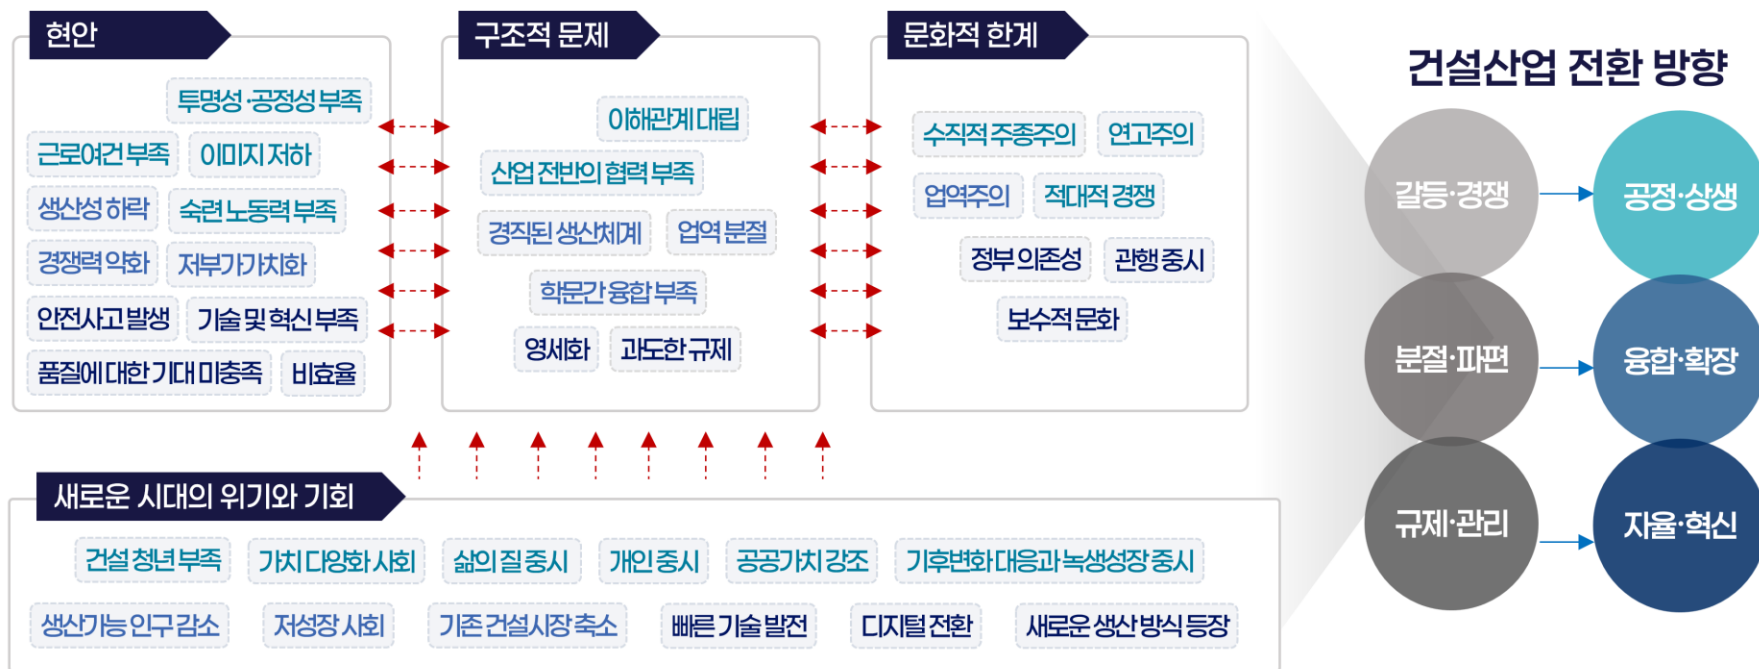 현안
투명성·공정성 부족
근로여건 부족 이미지 저하
생산성 하락 숙련 노동력 부족
경쟁력 약화 저부가가치화
안전사고 발생 기술 및 혁신 부족
품질에 대한 기대 미충족 비효율
구조적 문제
이해관계 대립
산업 전반의 협력 부족
경직된 생산체계 업역 분절
학문간 융합 부족
영세화 과도한 규제
문화적 한계
수직적 주종주의 연고주의
업역주의 적대적 경쟁
정부 의존성 관행 중시
보수적 문화
새로운 시대의 위기와 기회
건설 청년 부족 가치 다양화 사회 삶의 질 중시 개인 중시 공공가치 강조 기후변화 대응과 녹생성장 중시
생산가능 인구 감소 저성장 사회 기존 건설시장 축소 빠른 기술 발전 디지털 전환 새로운 생산 방식 등장
건설산업 전환 방향
갈등·경쟁 공정·상생
분절·파편 융합·확장
규제·관리 자율·혁신